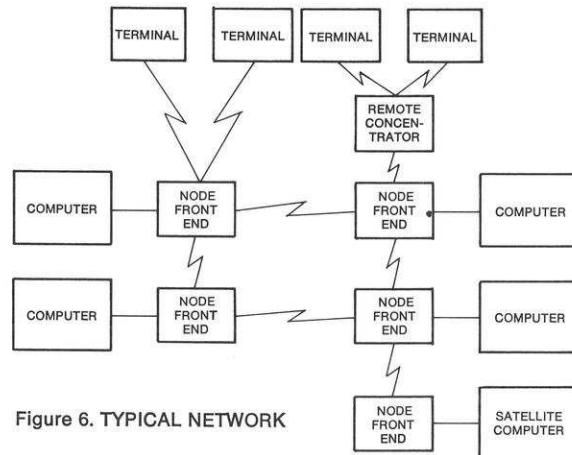 TERMINAL
TERMINAL
TERMINAL
TERMINAL
REMOTE
CONCEN-
TRATOR
COMPUTER
NODE
FRONT
END
NODE
FRONT
END
COMPUTER
COMPUTER
NODE
FRONT
END
NODE
FRONT
END
COMPUTER
Figure 6. TYPICAL NETWORK
NODE
FRONT
END
SATELLITE
COMPUTER